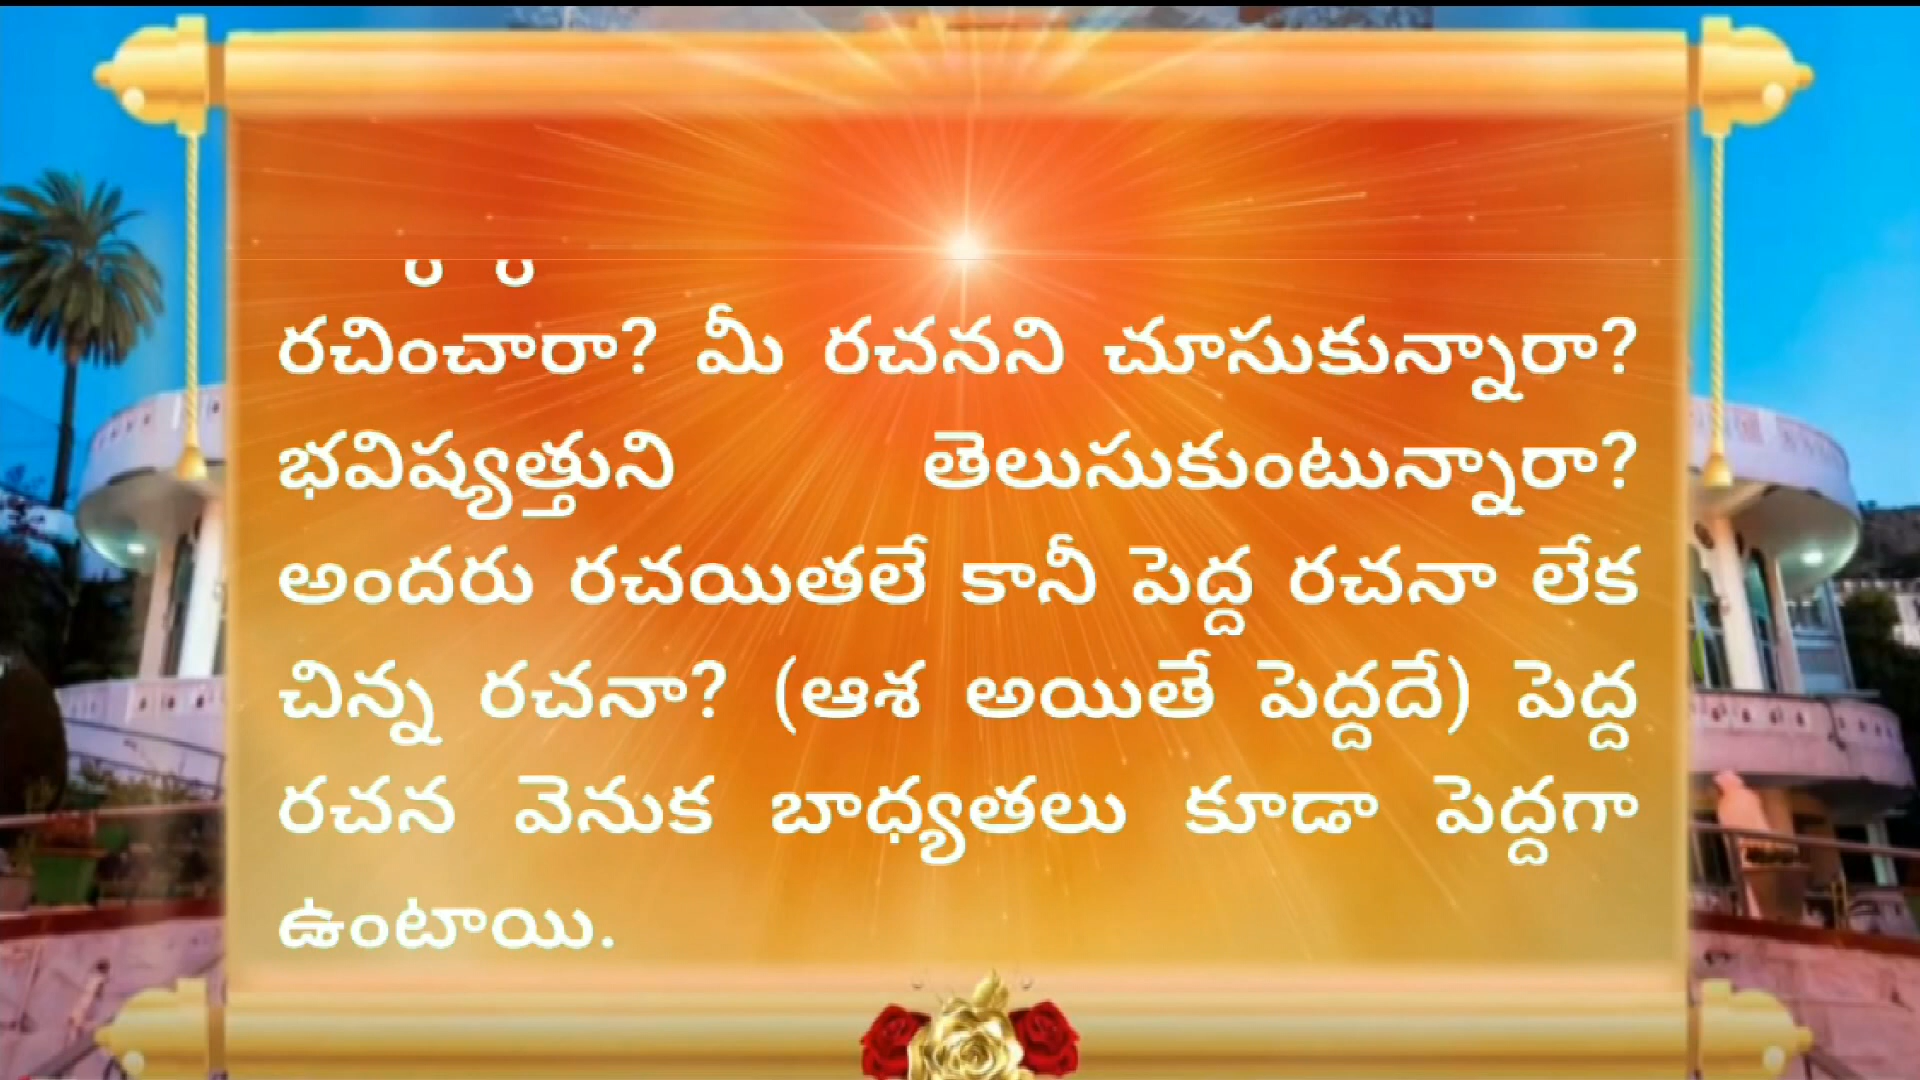 రచించారా? మీ రచనని చూసుకున్నారా?
భవిష్యత్తుని తెలుసుకుంటున్నారా?
అందరు రచయితలే కానీ పెద్ద రచనా లేక
చిన్న రచనా? (ఆశ అయితే పెద్దదే) పెద్ద
రచన వెనుక బాధ్యతలు కూడా పెద్దగా
ఉంటాయి.